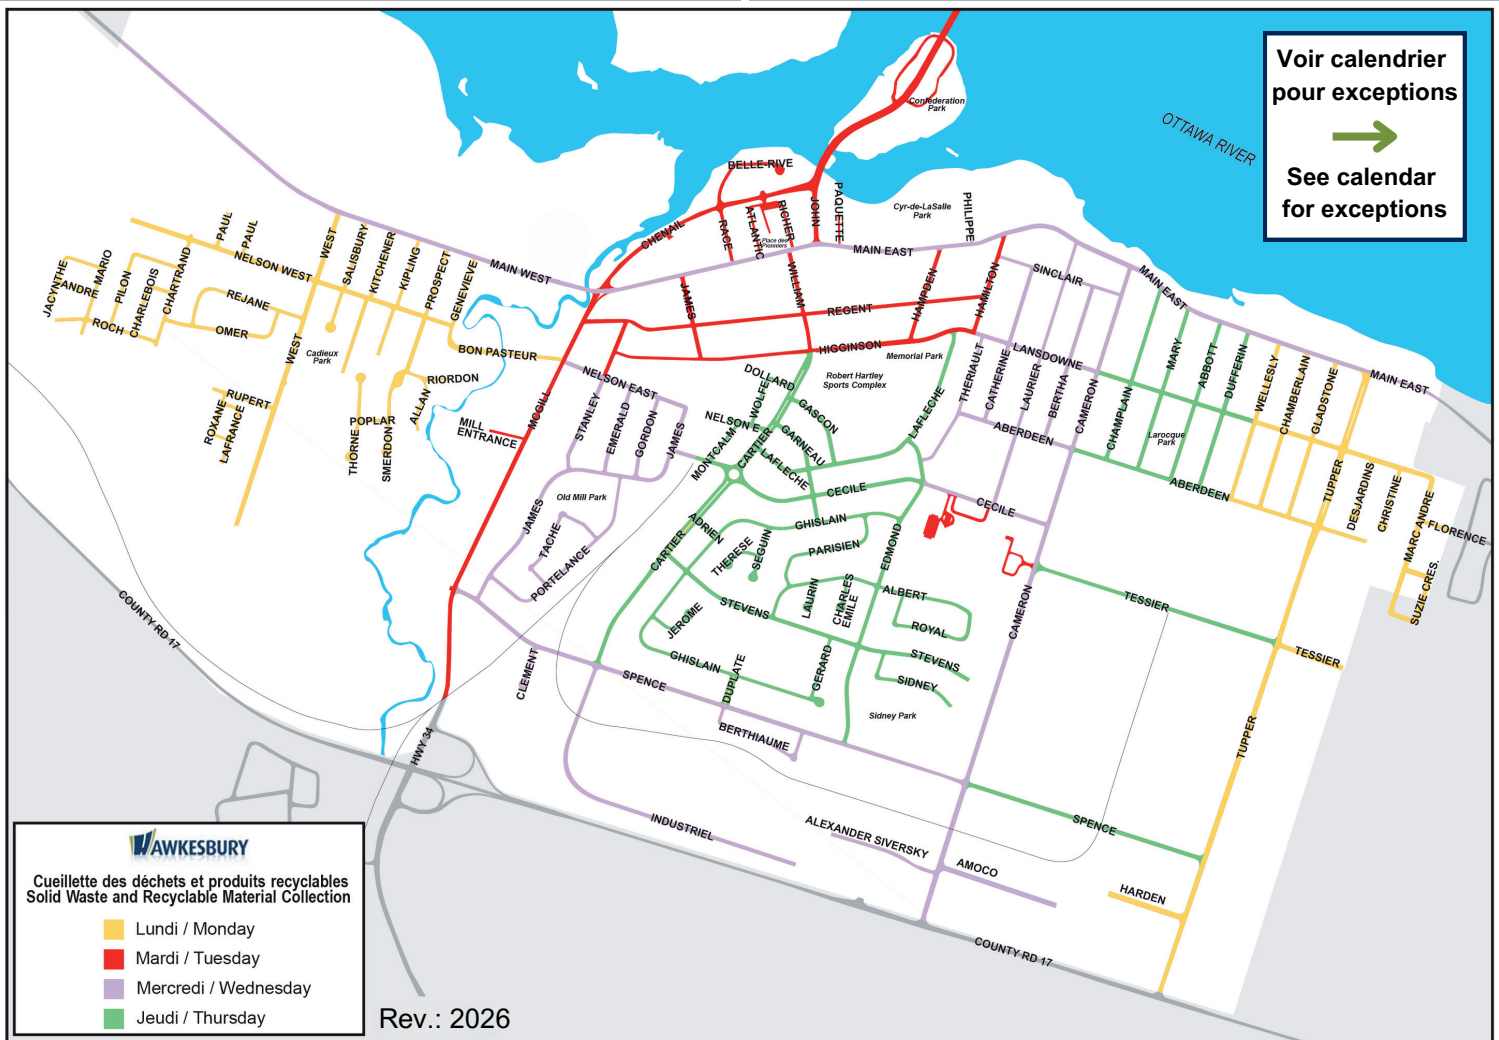 Voir calendrier
pour exceptions
See calendar
for exceptions
OTTAWA RIVER
Confederation
Park
BELLE-RIVE
CHENAIL
RACE
ATLANTIC
RICHER
Place des
Pionniers
JOHN
PAQUETTE
Cyr-de-LaSalle
Park
PHILIPPE
MAIN EAST
MAIN WEST
WILLIAM
JAMES
REGENT
HAMPDEN
HAMILTON
HIGGINSON
Memorial Park
Robert Hartley
Sports Complex
SINCLAIR
MAIN EAST
LANSDOWNE
THERIAULT
CATHERINE
LAURIER
BERTHA
CAMERON
ABERDEEN
CHAMPLAIN
MARY
ABBOTT
DUFFERIN
Larocque
Park
ABERDEEN
WELLESLY
CHAMBERLAIN
GLADSTONE
MAIN EAST
TUPPER
DESJARDINS
CHRISTINE
MARC ANDRE
FLORENCE
SUZIE CRES.
PAUL
PAUL
NELSON WEST
WEST
SALISBURY
KITCHENER
KIPLING
PROSPECT
GENEVIEVE
JACYNTHE
ANDRE
MARIO
PILON
CHARLEBOIS
CHARTRAND
ROCH
REJANE
OMER
WEST
Cadieux
Park
BON PASTEUR
RIORDON
ALLAN
POPLAR
THORNE
SMERDON
RUPERT
ROXANE
LAFRANCE
MILL
ENTRANCE
MCGILL
NELSON EAST
STANLEY
EMERALD
GORDON
JAMES
Old Mill Park
JAMES
TACHE
PORTELANCE
DOLLARD
WOLFE
GASCON
NELSON E
CARTIER
MONTCALM
GARNEAU
LAFLECHE
LAFLECHE
CECILE
CECILE
ADRIEN
CARTIER
GHISLAIN
THERESE
SEGUIN
PARISIEN
EDMOND
LAURIN
CHARLES
EMILE
ALBERT
ROYAL
STEVENS
STEVENS
JEROME
GHISLAIN
DUPLATE
GERARD
SIDNEY
Sidney Park
CLEMENT
SPENCE
BERTHIAUME
INDUSTRIEL
ALEXANDER SIVERSKY
AMOCO
CAMERON
TESSIER
TESSIER
SPENCE
TUPPER
HARDEN
COUNTY RD 17
COUNTY RD 17
HWY 34
HAWKESBURY
Cueillette des déchets et produits recyclables
Solid Waste and Recyclable Material Collection
Lundi / Monday
Mardi / Tuesday
Mercredi / Wednesday
Jeudi / Thursday
Rev.: 2026